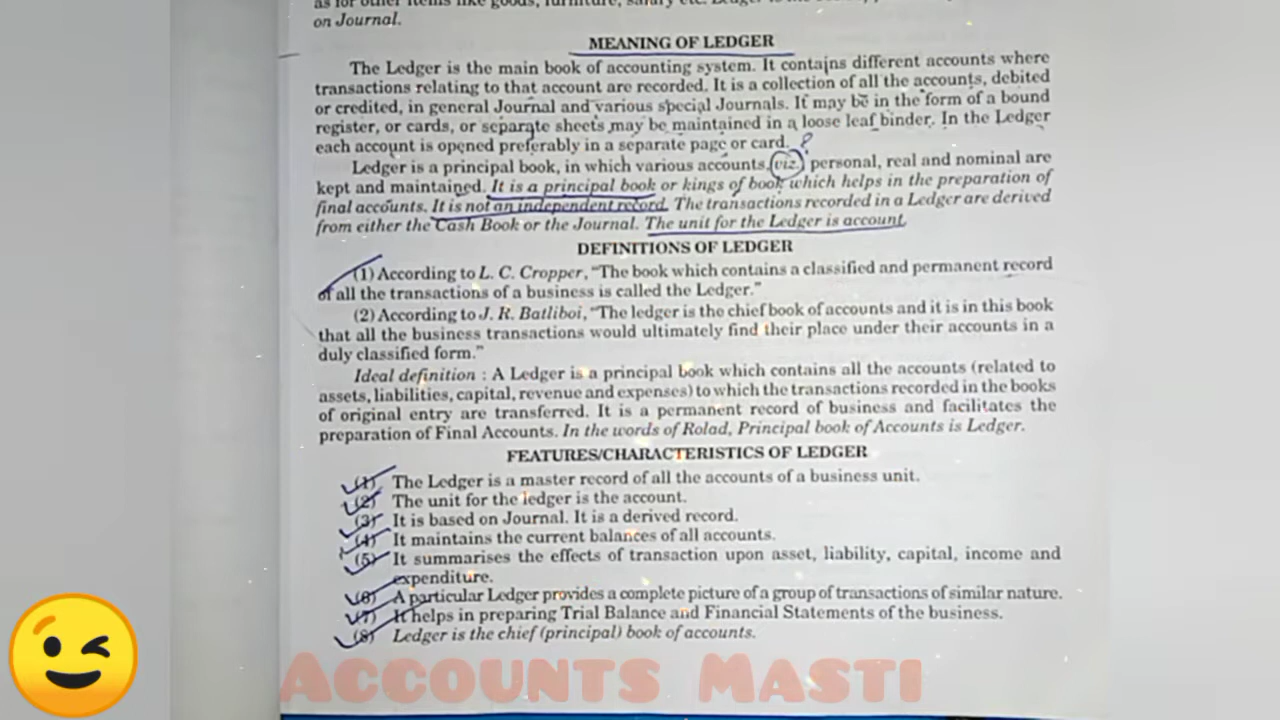 as for other items like goods, furniture, salary etc. Ledger is the
on Journal.
MEANING OF LEDGER
The Ledger is the main book of accounting system. It contains different accounts where
transactions relating to that account are recorded. It is a collection of all the accounts, debited
or credited, in general Journal and various special Journals. It may be in the form of a bound
register, or cards, or separate sheets may be maintained in a loose leaf binder. In the Ledger
each account is opened preferably in a separate page or card. ?
Ledger is a principal book, in which various accounts, viz. personal, real and nominal are
kept and maintained. It is a principal book or kings of book which helps in the preparation of
final accounts. It is not an independent record. The transactions recorded in a Ledger are derived
from either the Cash Book or the Journal. The unit for the Ledger is account.
DEFINITIONS OF LEDGER
(1) According to L. C. Cropper, "The book which contains a classified and permanent record
of all the transactions of a business is called the Ledger."
(2) According to J. R. Batliboi, "The ledger is the chief book of accounts and it is in this book
that all the business transactions would ultimately find their place under their accounts in a
duly classified form."
Ideal definition : A Ledger is a principal book which contains all the accounts (related to
assets, liabilities, capital, revenue and expenses) to which the transactions recorded in the books
of original entry are transferred. It is a permanent record of business and facilitates the
preparation of Final Accounts. In the words of Rolad, Principal book of Accounts is Ledger.
FEATURES/CHARACTERISTICS OF LEDGER
(1) The Ledger is a master record of all the accounts of a business unit.
(2) The unit for the ledger is the account.
(3) It is based on Journal. It is a derived record.
(4) It maintains the current balances of all accounts.
(5) It summarises the effects of transaction upon asset, liability, capital, income and
expenditure.
(6) A particular Ledger provides a complete picture of a group of transactions of similar nature.
(7) It helps in preparing Trial Balance and Financial Statements of the business.
(8) Ledger is the chief (principal) book of accounts.
ACCOUNTS MASTI